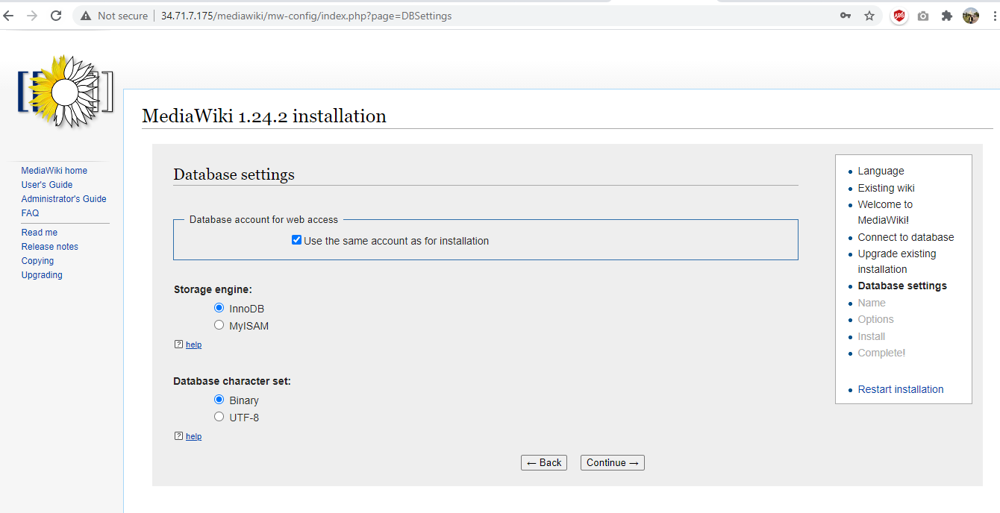 Not secure | 34.71.7.175/mediawiki/mw-config/index.php?page=DBSettings
ABP
MediaWiki home
User's Guide
Administrator's Guide
FAQ
Read me
Release notes
Copying
Upgrading
MediaWiki 1.24.2 installation
Database settings
Database account for web access
Use the same account as for installation
Storage engine:
InnoDB
MyISAM
? help
Database character set:
Binary
UTF-8
? help
← Back
Continue →
Language
Existing wiki
Welcome to
MediaWiki!
Connect to database
Upgrade existing
installation
Database settings
Name
Options
Install
Complete!
Restart installation